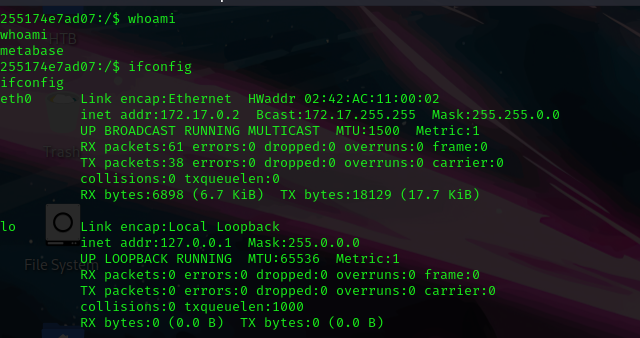 255174e7ad07:/$ whoami
whoami
HTB
metabase
255174e7ad07:/$ ifconfig
ifconfig
eth0      Link encap:Ethernet  HWaddr 02:42:AC:11:00:02
          inet addr:172.17.0.2  Bcast:172.17.255.255  Mask:255.255.0.0
          UP BROADCAST RUNNING MULTICAST  MTU:1500  Metric:1
          RX packets:61 errors:0 dropped:0 overruns:0 frame:0
          TX packets:38 errors:0 dropped:0 overruns:0 carrier:0
          collisions:0 txqueuelen:0
          RX bytes:6898 (6.7 KiB)  TX bytes:18129 (17.7 KiB)
lo        Link encap:Local Loopback
          inet addr:127.0.0.1  Mask:255.0.0.0
          UP LOOPBACK RUNNING  MTU:65536  Metric:1
File System
          RX packets:0 errors:0 dropped:0 overruns:0 frame:0
          TX packets:0 errors:0 dropped:0 overruns:0 carrier:0
          collisions:0 txqueuelen:1000
          RX bytes:0 (0.0 B)  TX bytes:0 (0.0 B)